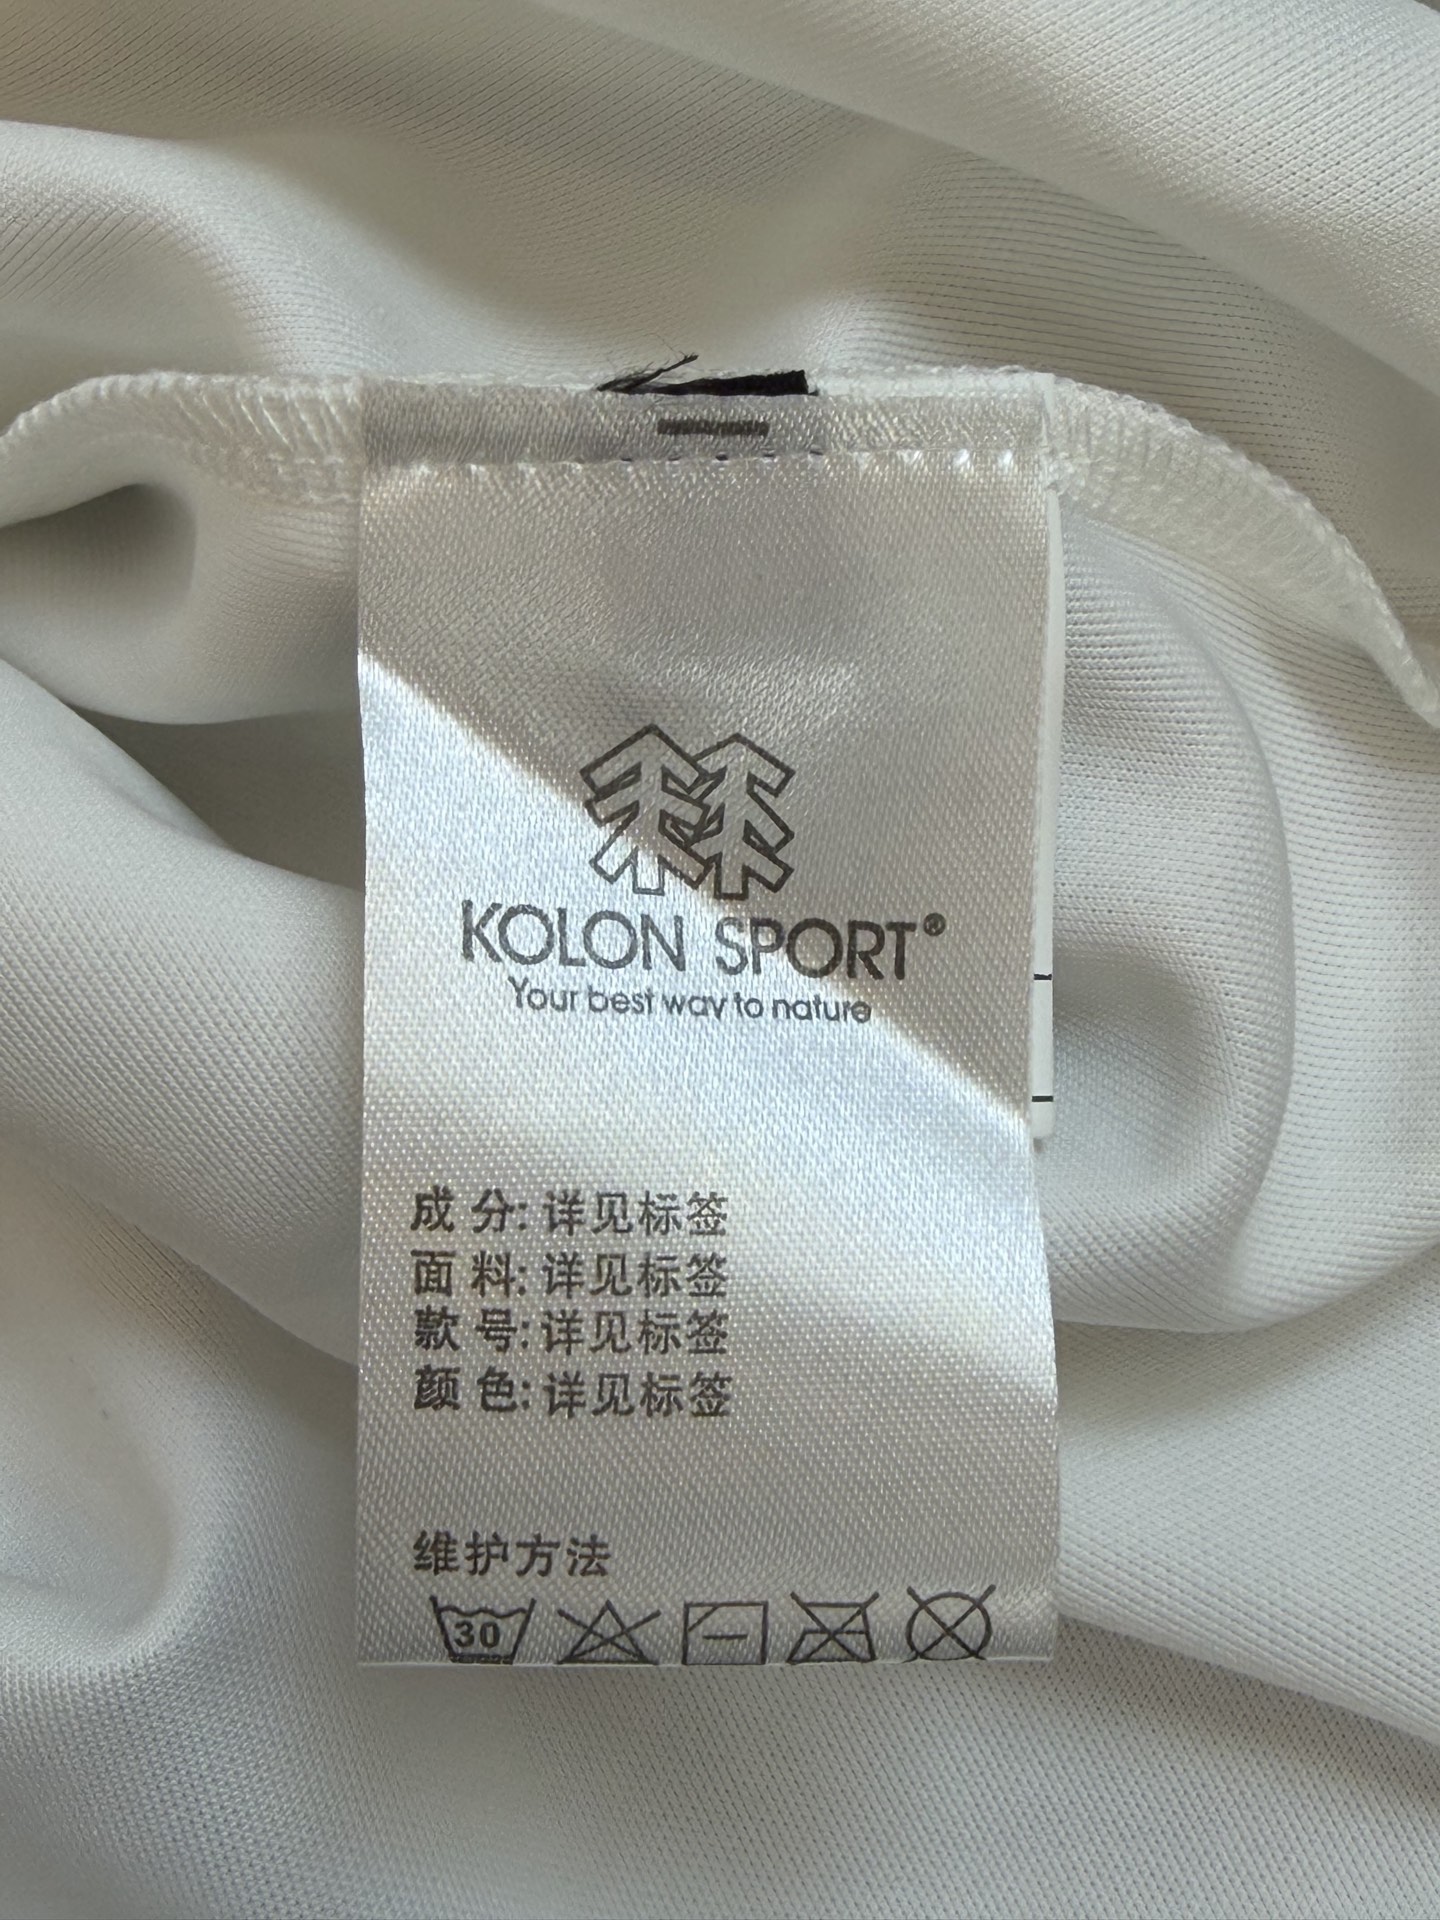 KOLON SPORT®
Your best way to nature
成 分: 详见标签
面 料: 详见标签
款 号: 详见标签
颜 色: 详见标签
维护方法
30